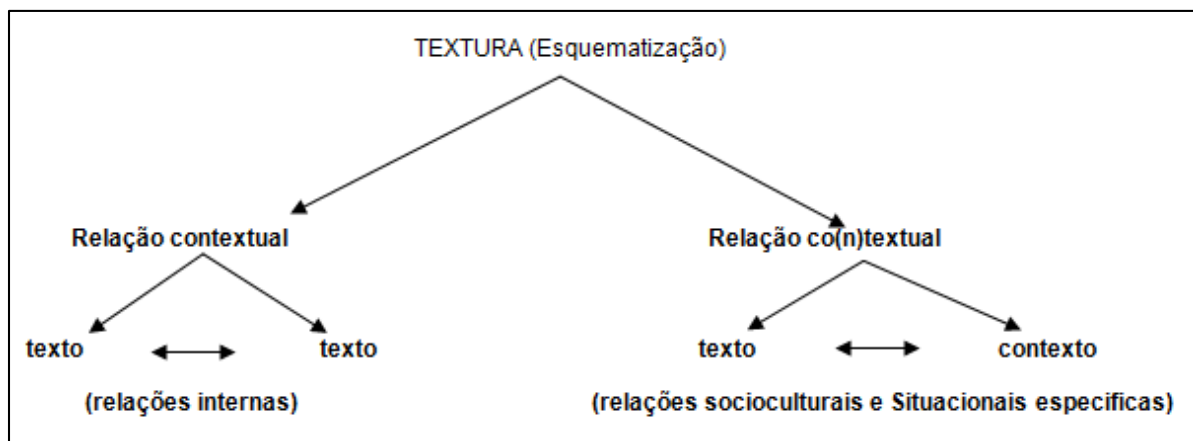 TEXTURA (Esquematização)
Relação contextual Relação co(n)textual
texto texto texto contexto
(relações internas) (relações socioculturais e Situacionais especificas)